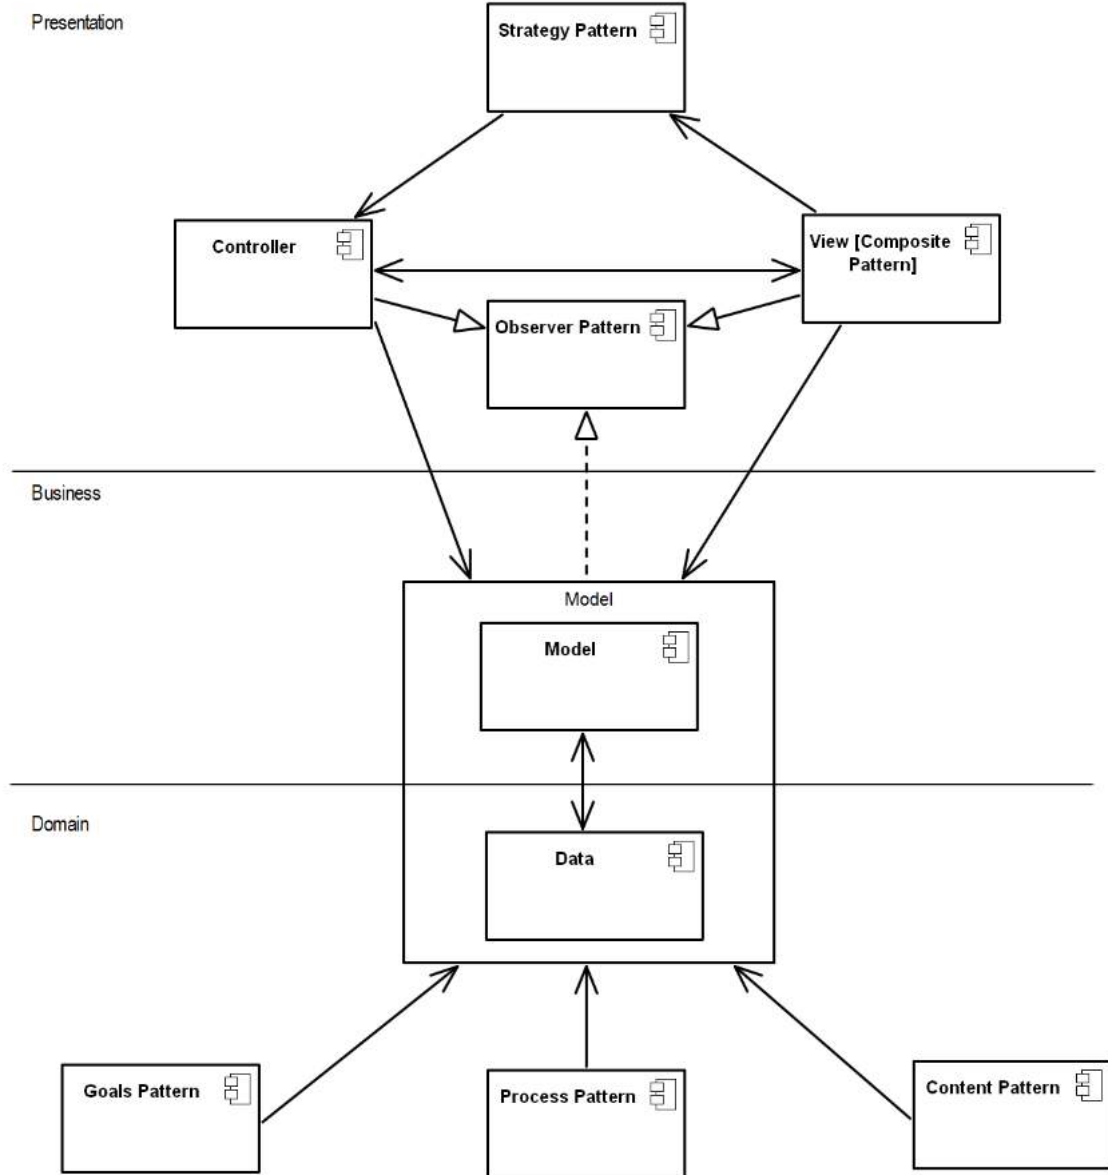 Presentation
Strategy Pattern
Controller
View [Composite
Pattern]
Observer Pattern
Business
Model
Model
Domain
Data
Goals Pattern
Process Pattern
Content Pattern